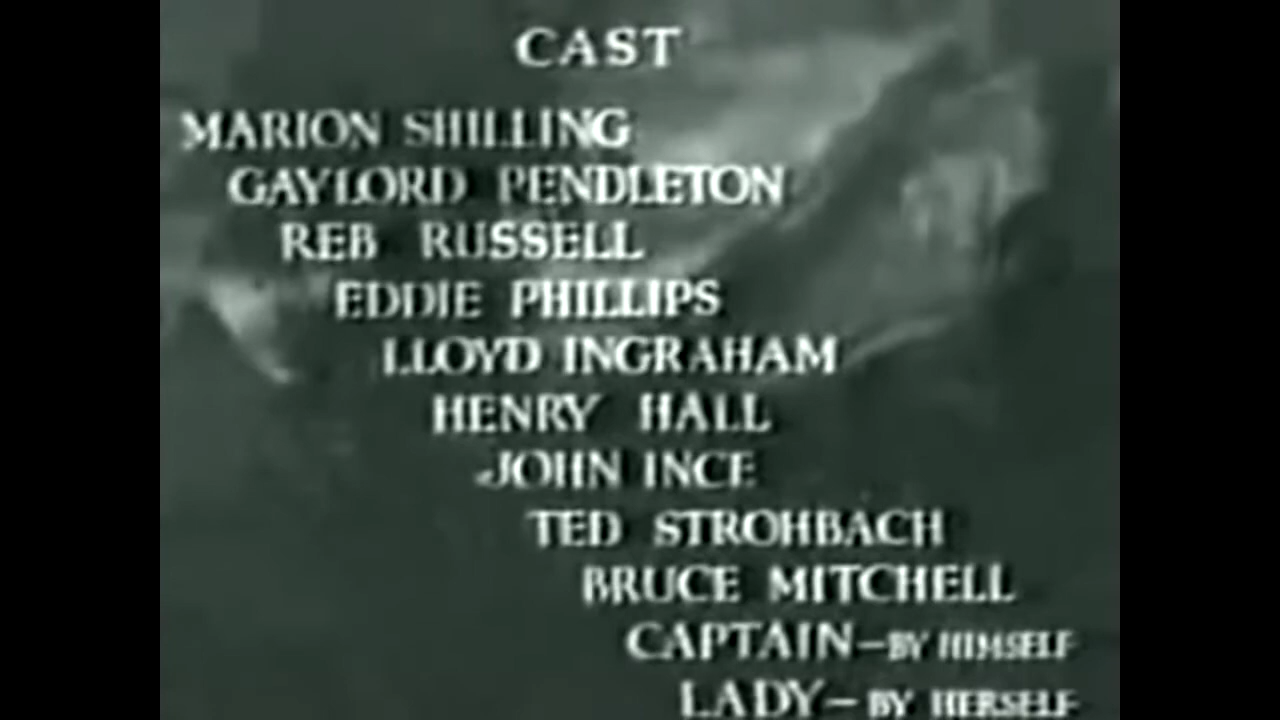 CAST
MARION SHILLING
GAYLORD PENDLETON
REB RUSSELL
EDDIE PHILLIPS
LLOYD INGRAHAM
HENRY HALL
JOHN INCE
TED STROHBACH
BRUCE MITCHELL
CAPTAIN—BY HIMSELF
LADY—BY HERSELF